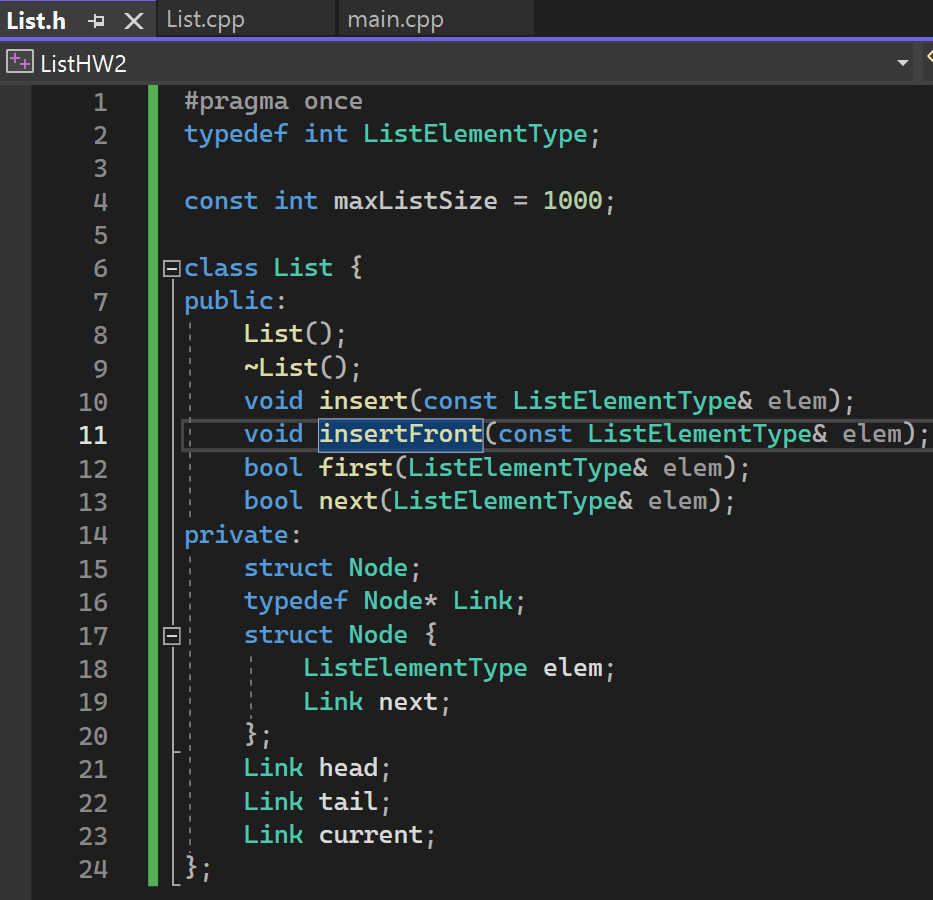 List.h List.cpp main.cpp
ListHW2
1 #pragma once
2 typedef int ListElementType;
3
4 const int maxListSize = 1000;
5
6 class List {
7 public:
8     List();
9     ~List();
10     void insert(const ListElementType& elem);
11     void insertFront(const ListElementType& elem);
12     bool first(ListElementType& elem);
13     bool next(ListElementType& elem);
14 private:
15     struct Node;
16     typedef Node* Link;
17     struct Node {
18         ListElementType elem;
19         Link next;
20     };
21     Link head;
22     Link tail;
23     Link current;
24 };